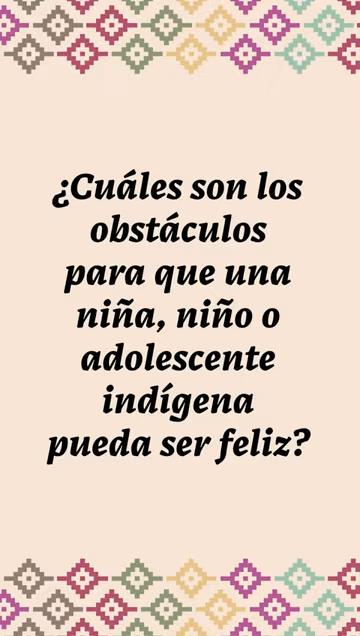 ¿Cuáles son los
obstáculos
para que una
niña, niño o
adolescente
indígena
pueda ser feliz?